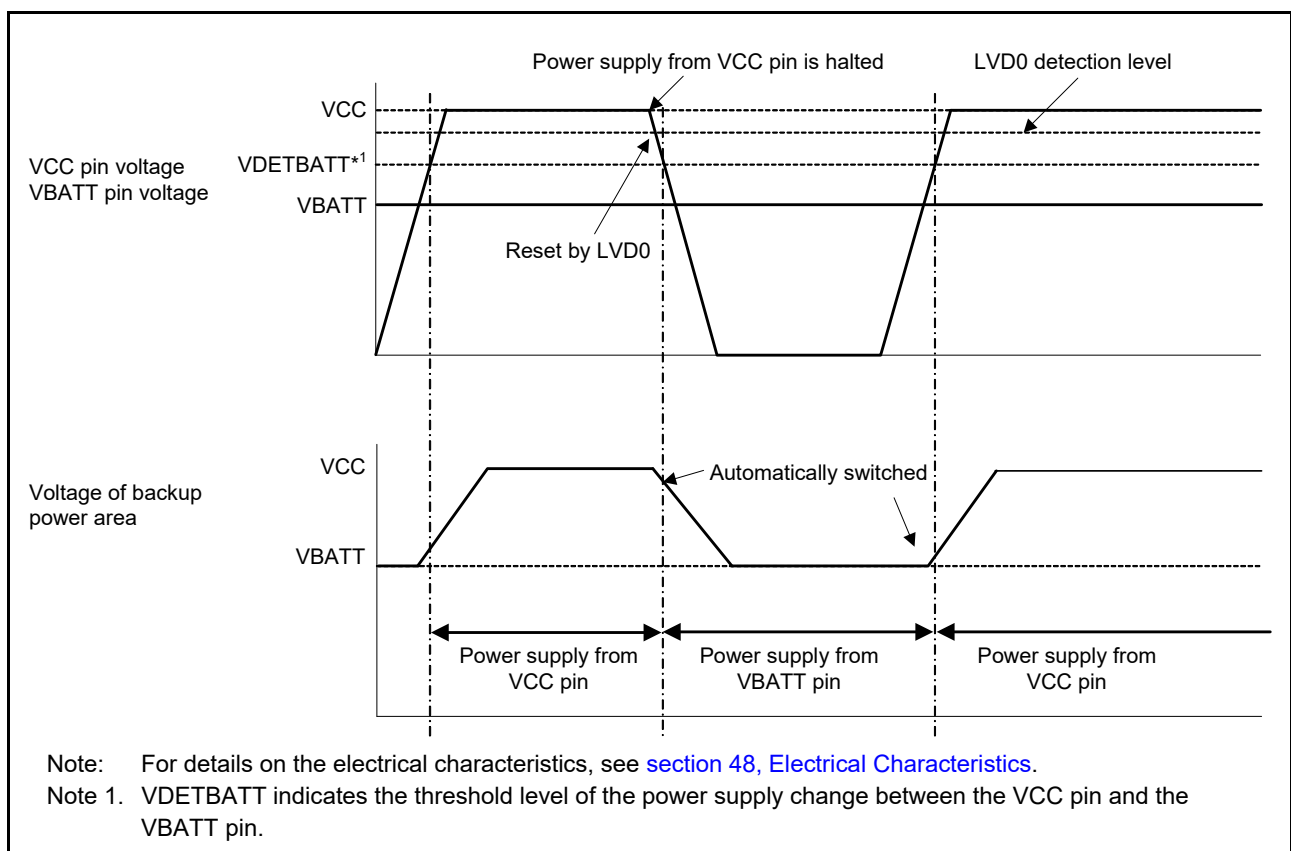 Power supply from VCC pin is halted
LVD0 detection level
VCC
VDETBATT*1
VCC pin voltage
VBATT pin voltage
VBATT
Reset by LVD0
VCC
Automatically switched
Voltage of backup
power area
VBATT
Power supply from
VCC pin
Power supply from
VBATT pin
Power supply from
VCC pin
Note: For details on the electrical characteristics, see section 48, Electrical Characteristics.
Note 1. VDETBATT indicates the threshold level of the power supply change between the VCC pin and the
VBATT pin.